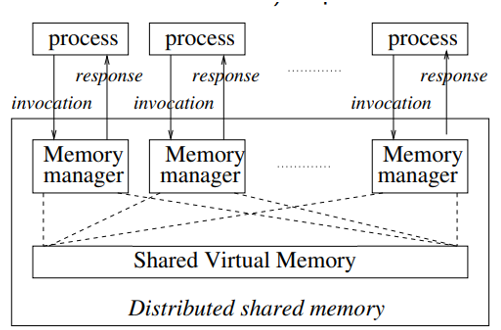 process process process
response response response
invocation invocation invocation
Memory Memory Memory
manager manager manager
Shared Virtual Memory
Distributed shared memory